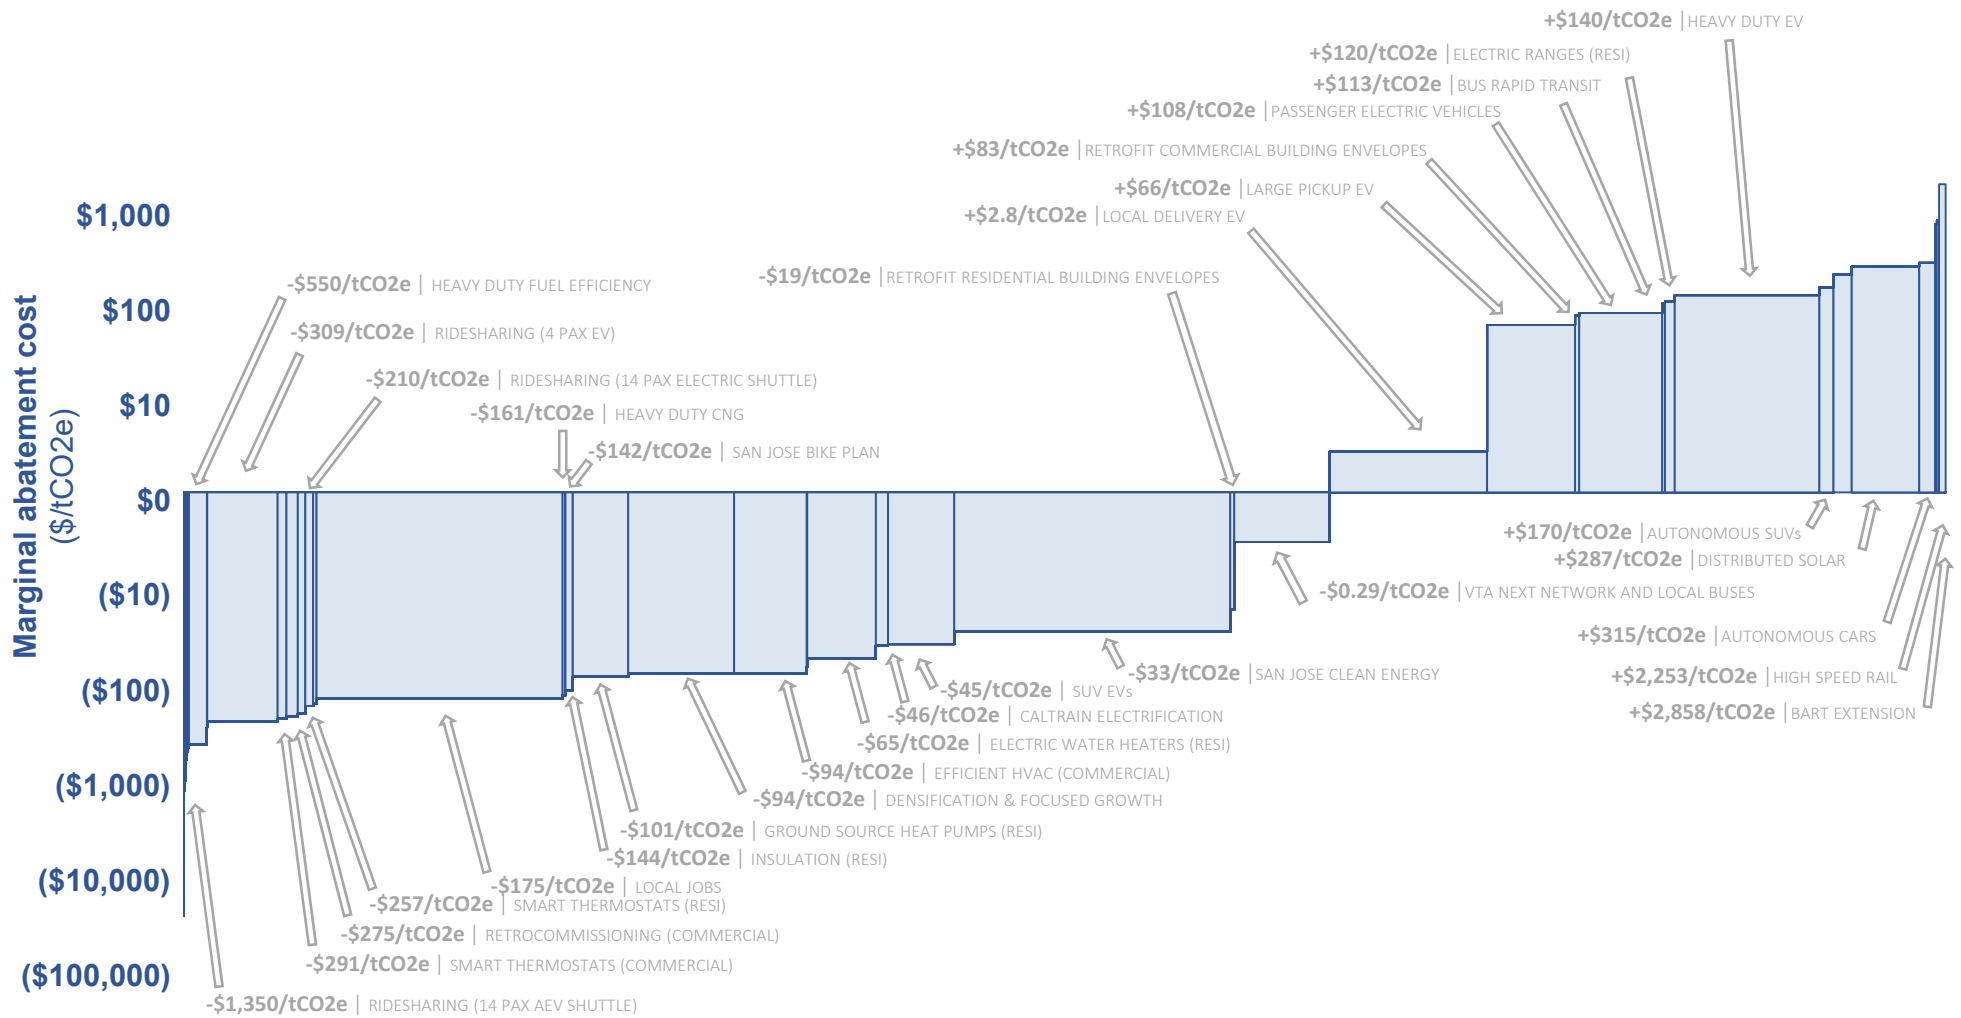 +$140/tCO2e | HEAVY DUTY EV
+$120/tCO2e | ELECTRIC RANGES (RESI)
+$113/tCO2e | BUS RAPID TRANSIT
+$108/tCO2e | PASSENGER ELECTRIC VEHICLES
+$83/tCO2e | RETROFIT COMMERCIAL BUILDING ENVELOPES
+$66/tCO2e | LARGE PICKUP EV
+$2.8/tCO2e | LOCAL DELIVERY EV
-$19/tCO2e | RETROFIT RESIDENTIAL BUILDING ENVELOPES
-$550/tCO2e | HEAVY DUTY FUEL EFFICIENCY
-$309/tCO2e | RIDESHARING (4 PAX EV)
-$210/tCO2e | RIDESHARING (14 PAX ELECTRIC SHUTTLE)
-$161/tCO2e | HEAVY DUTY CNG
-$142/tCO2e | SAN JOSE BIKE PLAN
Marginal abatement cost
($/tCO2e)
$1,000
$100
$10
$0
($10)
($100)
($1,000)
($10,000)
($100,000)
+$170/tCO2e | AUTONOMOUS SUVs
+$287/tCO2e | DISTRIBUTED SOLAR
-$0.29/tCO2e | VTA NEXT NETWORK AND LOCAL BUSES
+$315/tCO2e | AUTONOMOUS CARS
+$2,253/tCO2e | HIGH SPEED RAIL
+$2,858/tCO2e | BART EXTENSION
-$33/tCO2e | SAN JOSE CLEAN ENERGY
-$45/tCO2e | SUV EVs
-$46/tCO2e | CALTRAIN ELECTRIFICATION
-$65/tCO2e | ELECTRIC WATER HEATERS (RESI)
-$94/tCO2e | EFFICIENT HVAC (COMMERCIAL)
-$94/tCO2e | DENSIFICATION & FOCUSED GROWTH
-$101/tCO2e | GROUND SOURCE HEAT PUMPS (RESI)
-$144/tCO2e | INSULATION (RESI)
-$175/tCO2e | LOCAL JOBS
-$257/tCO2e | SMART THERMOSTATS (RESI)
-$275/tCO2e | RETROCOMMISSIONING (COMMERCIAL)
-$291/tCO2e | SMART THERMOSTATS (COMMERCIAL)
-$1,350/tCO2e | RIDESHARING (14 PAX AEV SHUTTLE)